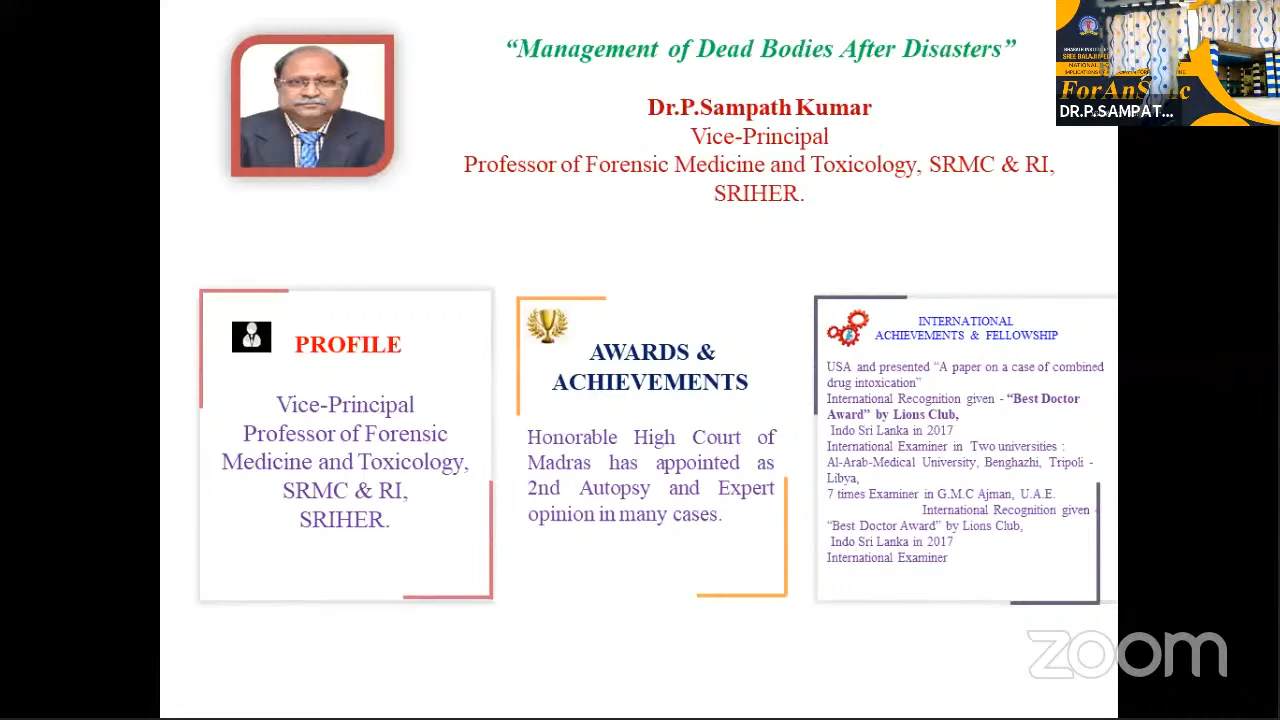 “Management of Dead Bodies After Disasters”
Dr.P.Sampath Kumar
Vice-Principal
Professor of Forensic Medicine and Toxicology, SRMC & RI,
SRIHER.
ForAnS
DR.P.SAMPAT...
PROFILE
Vice-Principal
Professor of Forensic
Medicine and Toxicology,
SRMC & RI,
SRIHER.
AWARDS &
ACHIEVEMENTS
Honorable High Court of
Madras has appointed as
2nd Autopsy and Expert
opinion in many cases.
INTERNATIONAL
ACHIEVEMENTS & FELLOWSHIP
USA and presented “A paper on a case of combined
drug intoxication”
International Recognition given - “Best Doctor
Award” by Lions Club,
Indo Sri Lanka in 2017
International Examiner in Two universities :
Al-Arab-Medical University, Benghazhi, Tripoli -
Libya,
7 times Examiner in G.M.C Ajman, U.A.E.
International Recognition given -
“Best Doctor Award” by Lions Club,
Indo Sri Lanka in 2017
International Examiner
zoom